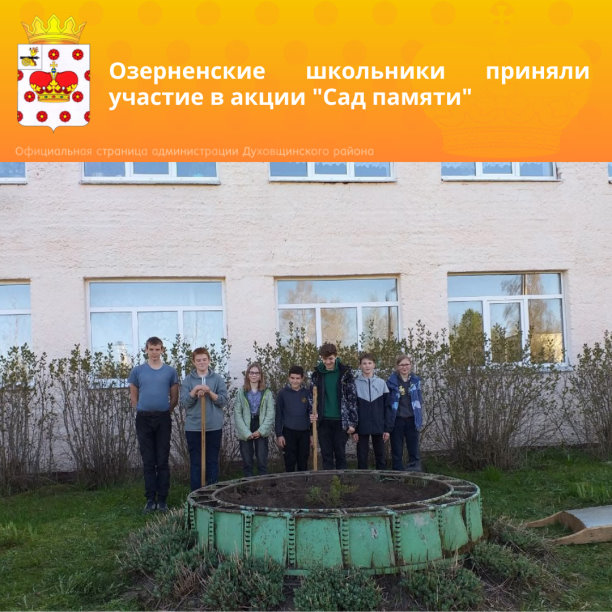 Озерненские школьники приняли
участие в акции "Сад памяти"
Официальная страница администрации Духовщинского района